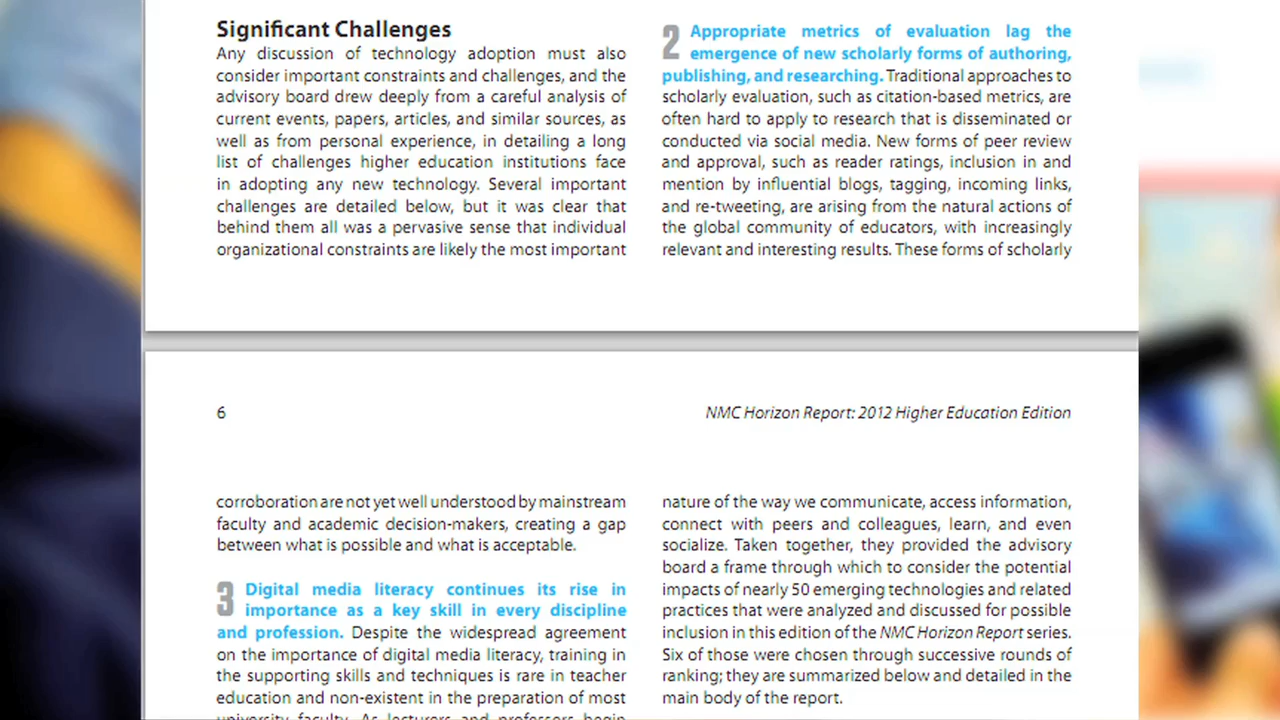 Significant Challenges
Any discussion of technology adoption must also
consider important constraints and challenges, and the
advisory board drew deeply from a careful analysis of
current events, papers, articles, and similar sources, as
well as from personal experience, in detailing a long
list of challenges higher education institutions face
in adopting any new technology. Several important
challenges are detailed below, but it was clear that
behind them all was a pervasive sense that individual
organizational constraints are likely the most important
2 Appropriate metrics of evaluation lag the
emergence of new scholarly forms of authoring,
publishing, and researching. Traditional approaches to
scholarly evaluation, such as citation-based metrics, are
often hard to apply to research that is disseminated or
conducted via social media. New forms of peer review
and approval, such as reader ratings, inclusion in and
mention by influential blogs, tagging, incoming links,
and re-tweeting, are arising from the natural actions of
the global community of educators, with increasingly
relevant and interesting results. These forms of scholarly
6
NMC Horizon Report: 2012 Higher Education Edition
corroboration are not yet well understood by mainstream
faculty and academic decision-makers, creating a gap
between what is possible and what is acceptable.
3 Digital media literacy continues its rise in
importance as a key skill in every discipline
and profession. Despite the widespread agreement
on the importance of digital media literacy, training in
the supporting skills and techniques is rare in teacher
education and non-existent in the preparation of most
university faculty. As lecturers and professors begin
nature of the way we communicate, access information,
connect with peers and colleagues, learn, and even
socialize. Taken together, they provided the advisory
board a frame through which to consider the potential
impacts of nearly 50 emerging technologies and related
practices that were analyzed and discussed for possible
inclusion in this edition of the NMC Horizon Report series.
Six of those were chosen through successive rounds of
ranking; they are summarized below and detailed in the
main body of the report.